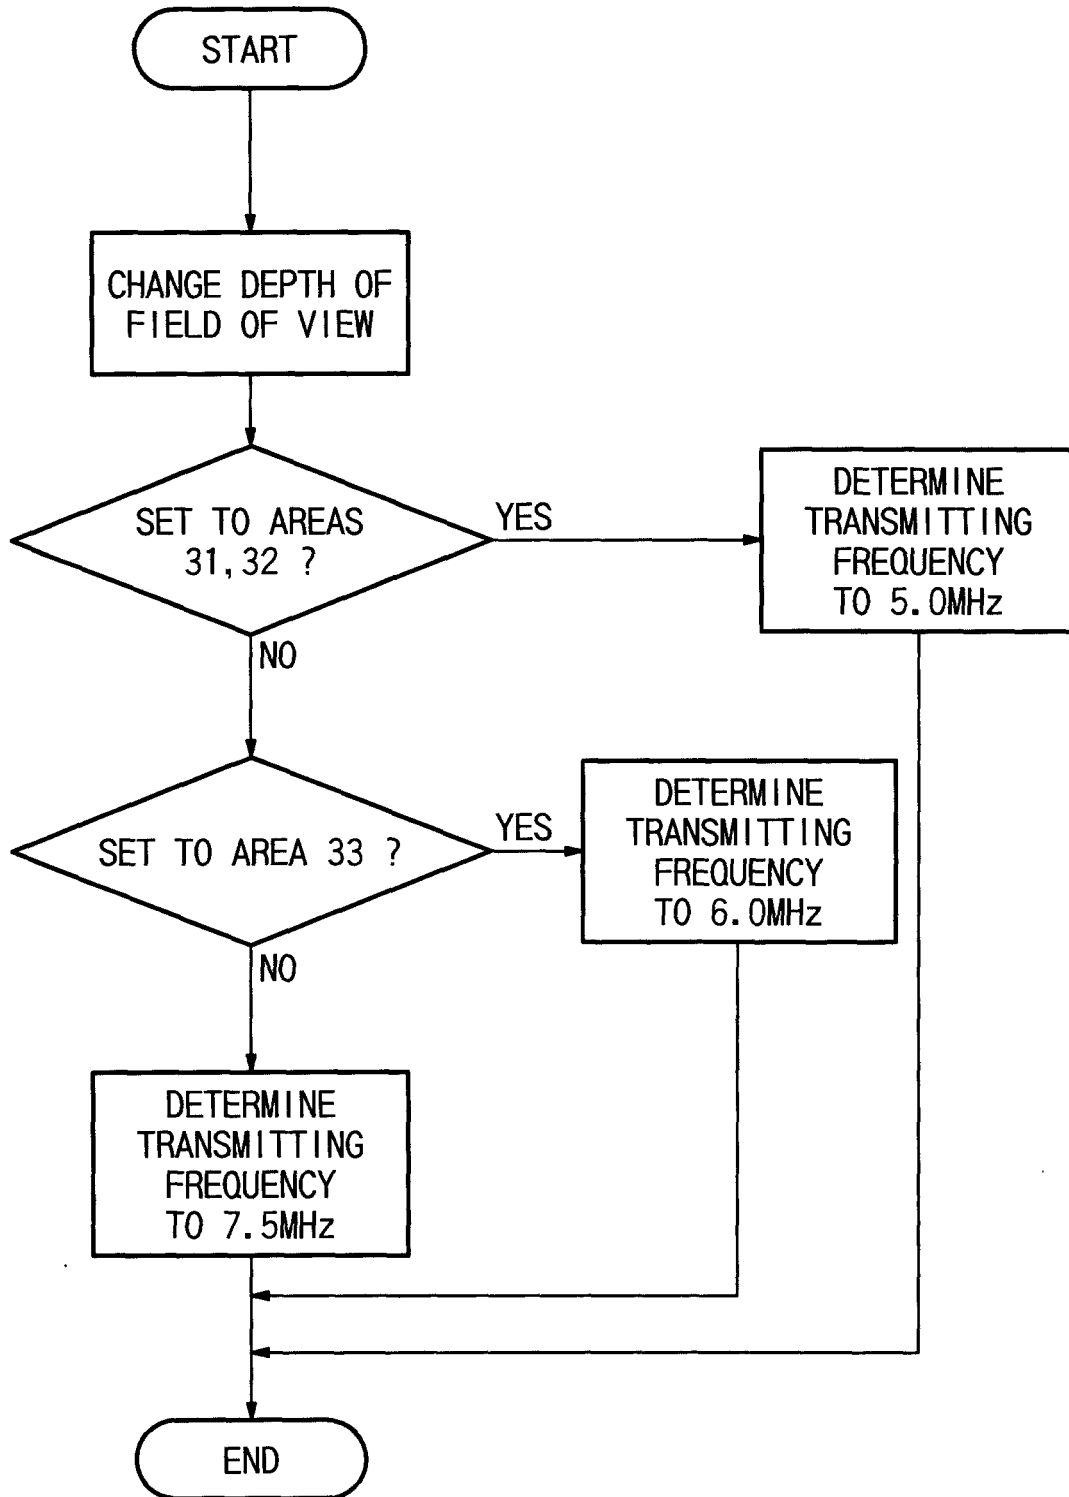 START
CHANGE DEPTH OF
FIELD OF VIEW
SET TO AREAS
31,32 ?
YES
DETERMINE
TRANSMITTING
FREQUENCY
TO 5.0MHz
NO
SET TO AREA 33 ?
YES
DETERMINE
TRANSMITTING
FREQUENCY
TO 6.0MHz
NO
DETERMINE
TRANSMITTING
FREQUENCY
TO 7.5MHz
END